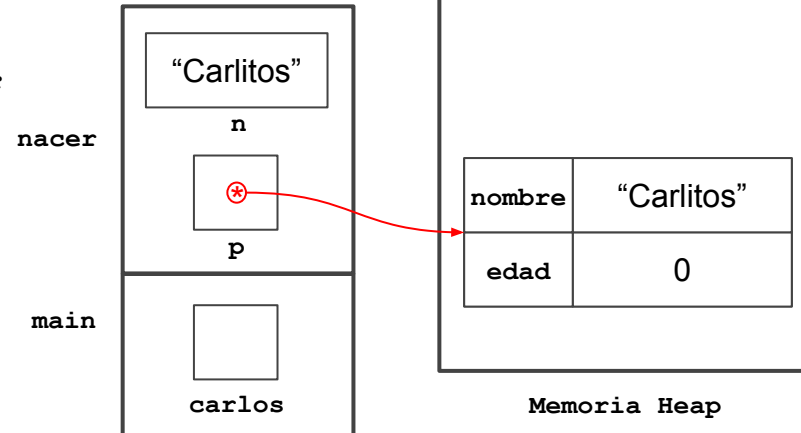 “Carlitos”
n
nacer
*
p
main
carlos
nombre
“Carlitos”
edad
0
Memoria Heap